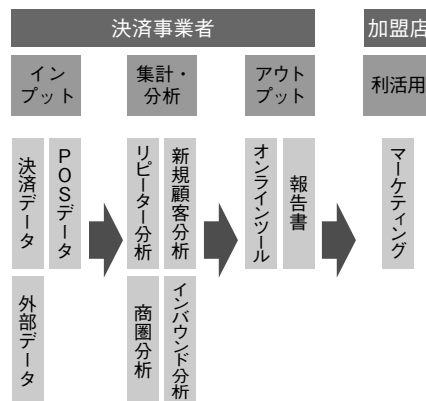 決済事業者
加盟店
イン
プット
集計・
分析
アウト
プット
利活用
決済データ
POSデータ
外部データ
リピーター分析
新規顧客分析
商圏分析
インバウンド分析
オンラインツール
報告書
マーケティング